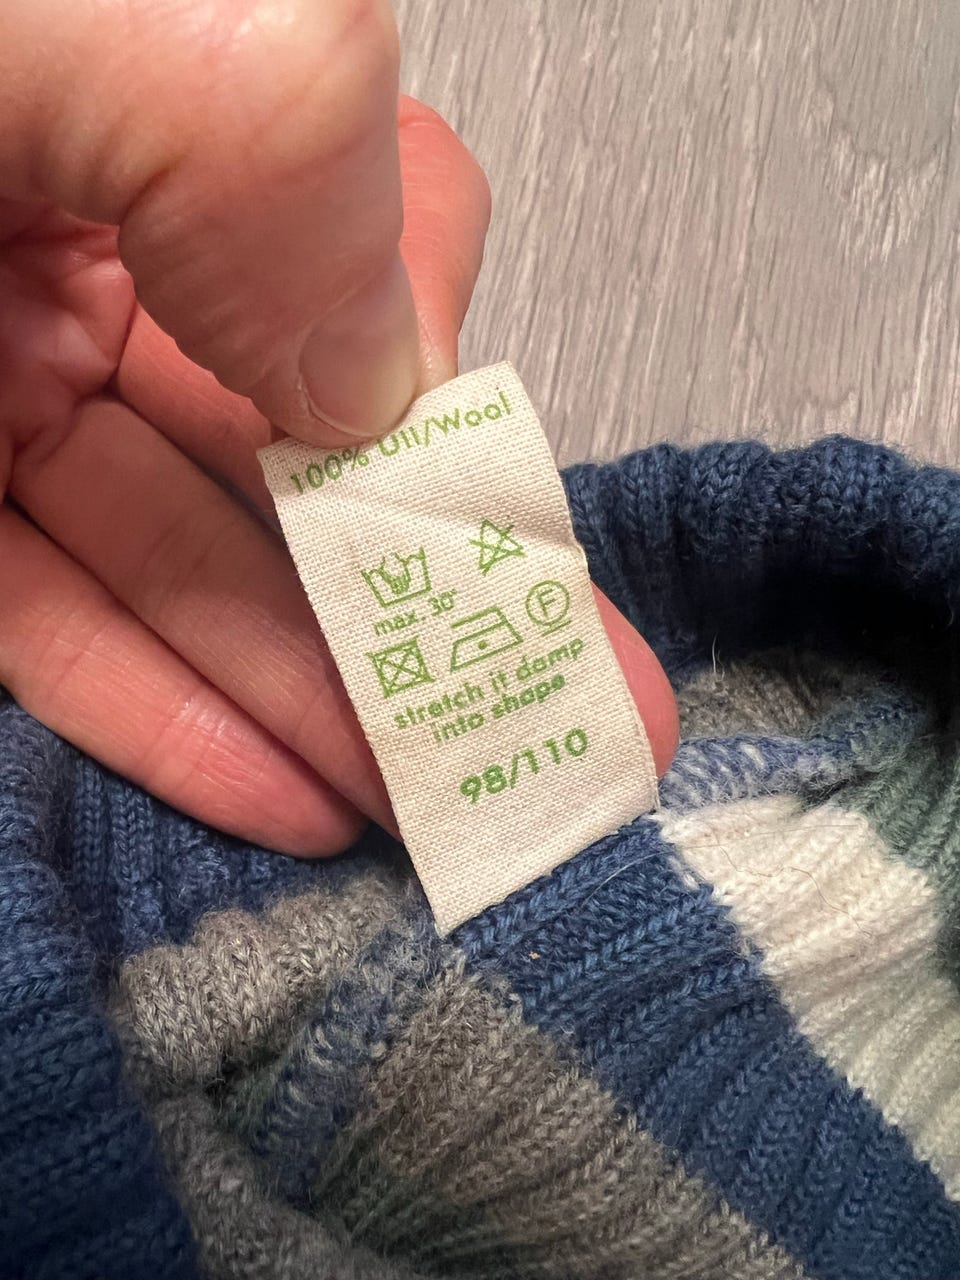 100% Ull/Wool
max. 30°
F
stretch it damp
into shape
98/110